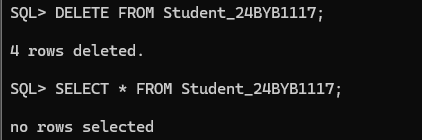 SQL> DELETE FROM Student_24BYB1117;
4 rows deleted.
SQL> SELECT * FROM Student_24BYB1117;
no rows selected